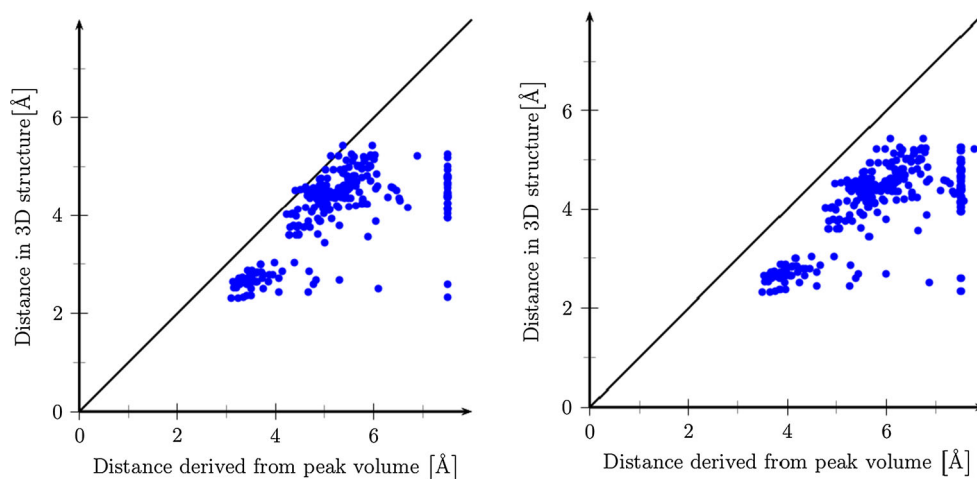 Distance in 3D structure[Å]
6
4
2
0
0 2 4 6
Distance derived from peak volume [Å]
Distance in 3D structure [Å]
6
4
2
0
0 2 4 6
Distance derived from peak volume [Å]